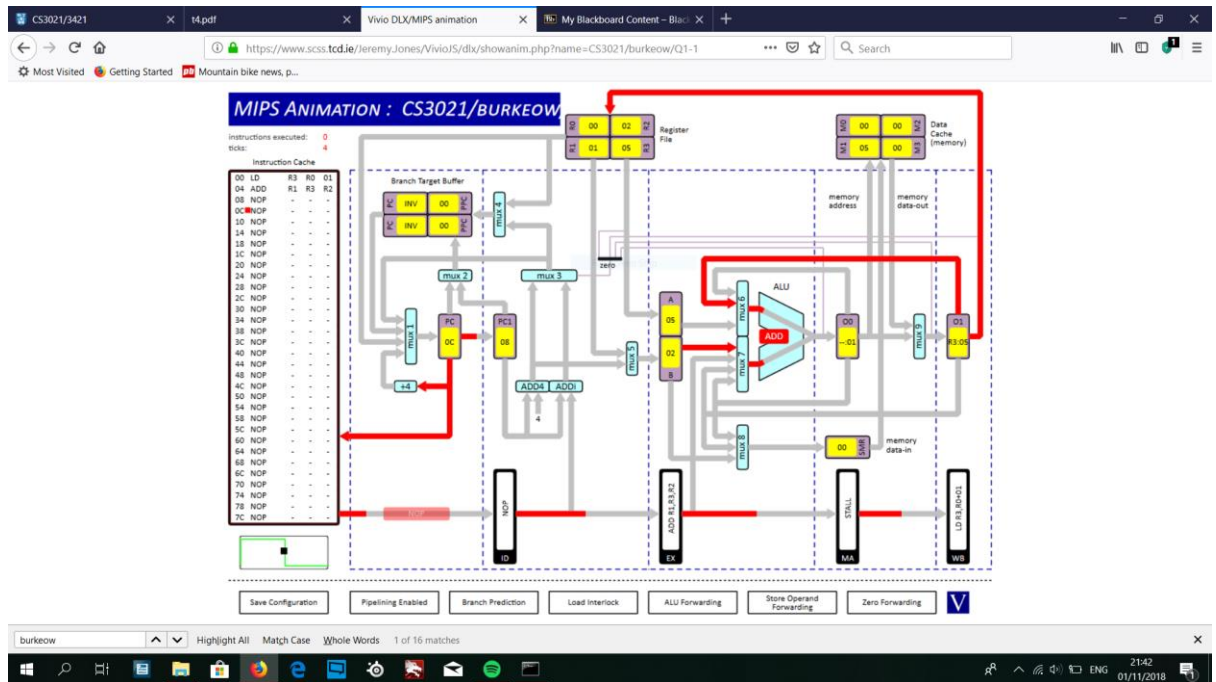 CS3021/3421
t4.pdf
Vivio DLX/MIPS animation
My Blackboard Content – Blac
https://www.scss.tcd.ie/Jeremy.Jones/VivioJS/dlx/showanim.php?name=CS3021/burkeow/Q1-1
Search
1
Most Visited Getting Started Mountain bike news, p...
MIPS ANIMATION : CS3021/BURKEOW
instructions executed: 0
ticks: 4
Instruction Cache
00 LD R3 R0 01
04 ADD R1 R3 R2
08 NOP - - -
0C NOP - - -
10 NOP - - -
14 NOP - - -
18 NOP - - -
1C NOP - - -
20 NOP - - -
24 NOP - - -
28 NOP - - -
2C NOP - - -
30 NOP - - -
34 NOP - - -
38 NOP - - -
3C NOP - - -
40 NOP - - -
44 NOP - - -
48 NOP - - -
4C NOP - - -
50 NOP - - -
54 NOP - - -
58 NOP - - -
5C NOP - - -
60 NOP - - -
64 NOP - - -
68 NOP - - -
6C NOP - - -
70 NOP - - -
74 NOP - - -
78 NOP - - -
7C NOP - - -
R0 00 02 R2
R1 01 05 R3
Register
File
M0 00 00 M2
M1 05 00 M3
Data
Cache
(memory)
Branch Target Buffer
PC INV 00 PPC
PC INV 00 PPC
mux 4
memory
address
memory
data-out
zero
mux 2
mux 3
mux 1
PC
0C
PC1
08
+4
ADD4 ADDi
4
mux 5
A
05
02
B
mux 6
mux 7
ALU
ADD
O0
--:01
mux 9
O1
R3:05
mux 8
00 SMR
memory
data-in
NOP
NOP
ID
ADD R1,R3,R2
EX
STALL
MA
LD R3,R0+01
WB
Save Configuration
Pipelining Enabled
Branch Prediction
Load Interlock
ALU Forwarding
Store Operand
Forwarding
Zero Forwarding
V
burkeow
Highlight All Match Case Whole Words 1 of 16 matches
ENG
21:42
01/11/2018
1